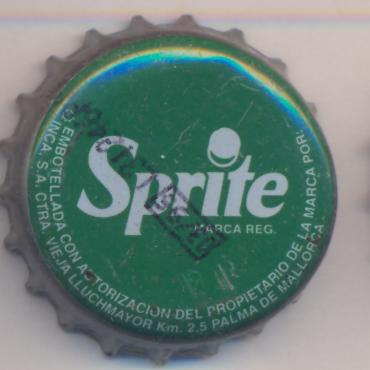 Sprite
MARCA REG.
EMBOTELLADA CON AUTORIZACION DEL PROPIETARIO DE LA MARCA POR:
INCA, S.A. CTRA. VIEJA LLUCHMAYOR Km. 2,5 PALMA DE MALLORCA